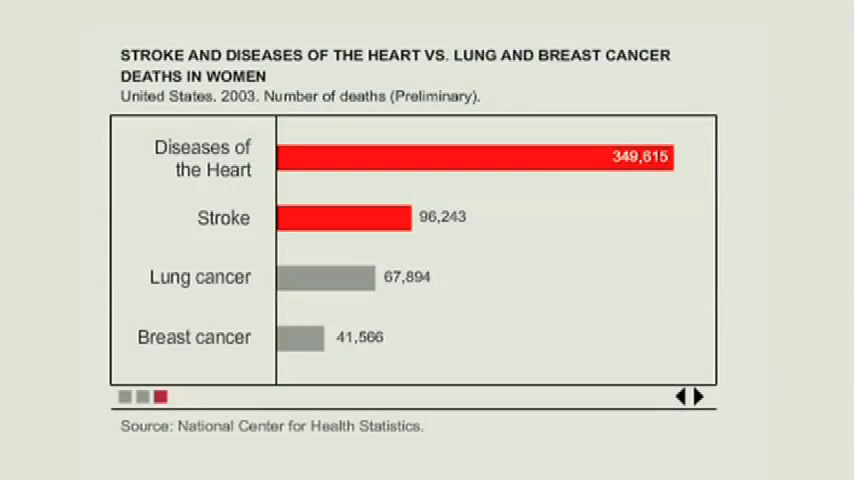 STROKE AND DISEASES OF THE HEART VS. LUNG AND BREAST CANCER
DEATHS IN WOMEN
United States. 2003. Number of deaths (Preliminary).
Diseases of
the Heart
349,615
Stroke
96,243
Lung cancer
67,894
Breast cancer
41,566
Source: National Center for Health Statistics.